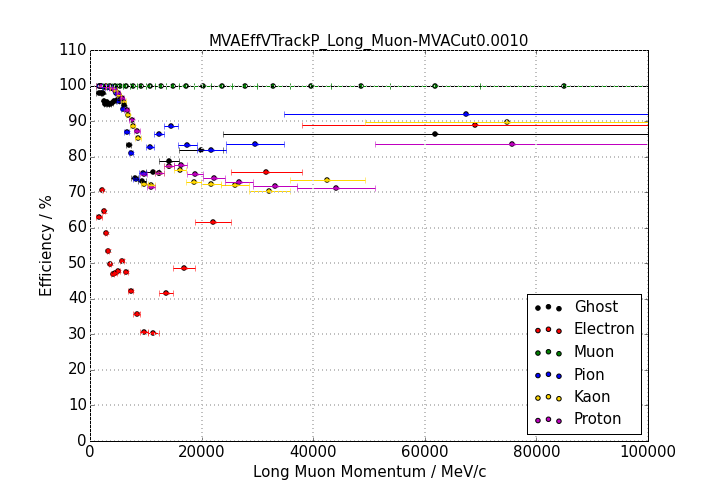 MVAEffVTrackP_Long_Muon-MVACut0.0010
110
100
90
80
70
60
50
40
30
20
10
0
Efficiency / %
Ghost
Electron
Muon
Pion
Kaon
Proton
0 20000 40000 60000 80000 100000
Long Muon Momentum / MeV/c